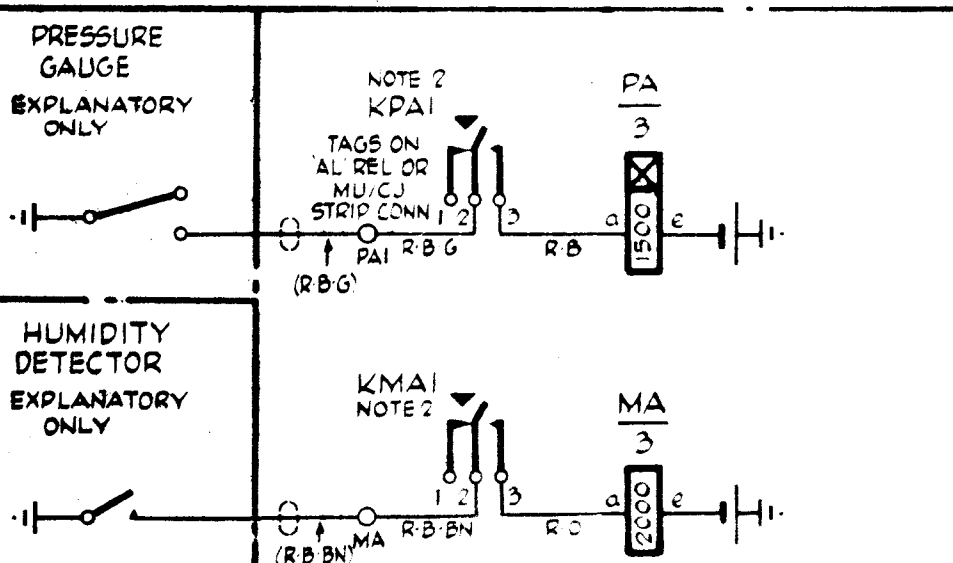 PRESSURE
GAUGE
EXPLANATORY
ONLY
NOTE 2
KPA1
TAGS ON
'AL' REL OR
MU/CJ
STRIP CONN
1 2 3
PA
3
1500
a e
PA1
R·B·G
R·B
(R·B·G)
HUMIDITY
DETECTOR
EXPLANATORY
ONLY
KMA1
NOTE 2
1 2 3
MA
3
2000
a e
MA
R·B·BN
R·O
(R·B·BN)